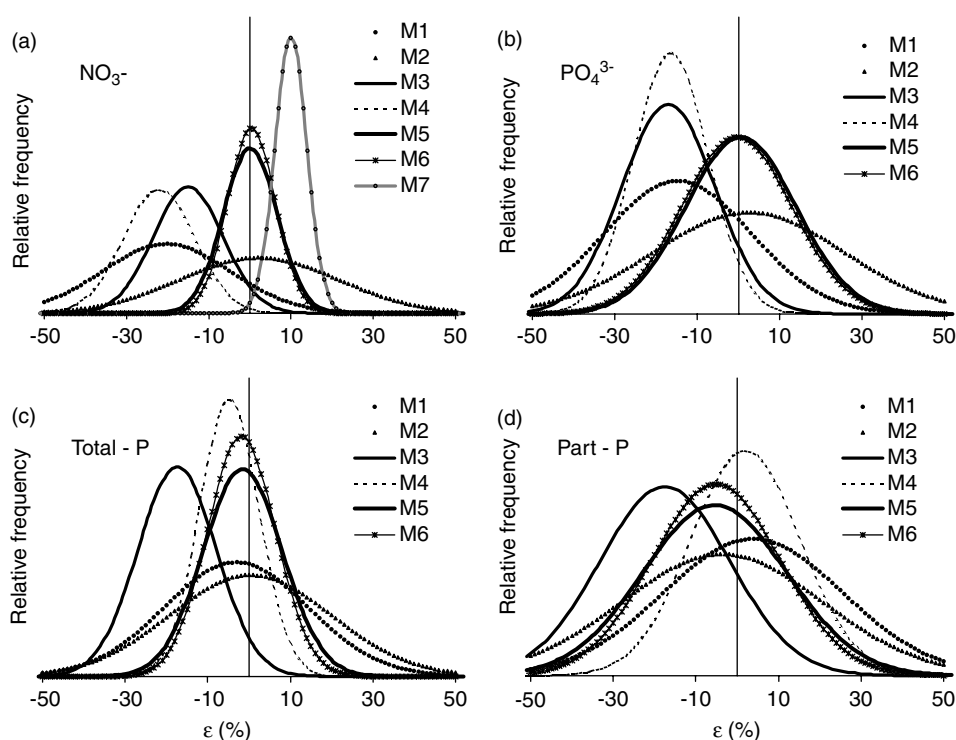 (a)
NO₃-
M1
M2
M3
M4
M5
M6
M7
Relative frequency
-50 -30 -10 10 30 50
(b)
PO₄³⁻
M1
M2
M3
M4
M5
M6
Relative frequency
-50 -30 -10 10 30 50
(c)
Total - P
M1
M2
M3
M4
M5
M6
Relative frequency
-50 -30 -10 10 30 50
ε (%)
(d)
Part - P
M1
M2
M3
M4
M5
M6
Relative frequency
-50 -30 -10 10 30 50
ε (%)